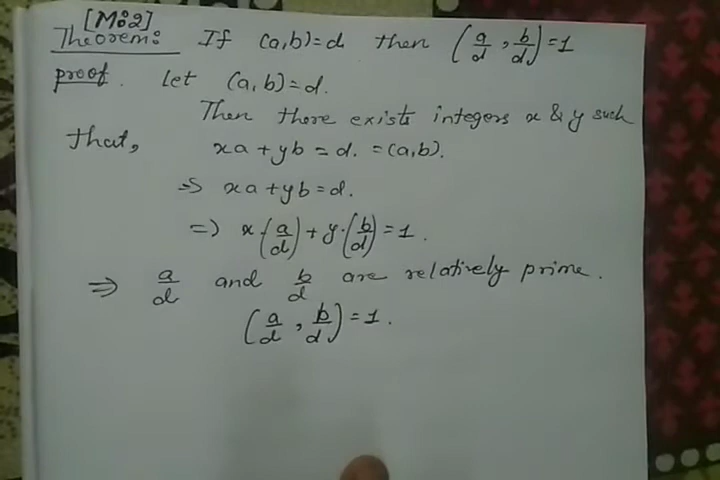 [M:2]
Theorem: If (a,b)=d then (a/d, b/d)=1
proof. Let (a,b)=d.
Then there exists integers x & y such
that, xa+yb=d.=(a,b).
⇒ xa+yb=d.
⇒ x·(a/d)+y·(b/d)=1.
⇒ a/d and b/d are relatively prime.
(a/d, b/d)=1.